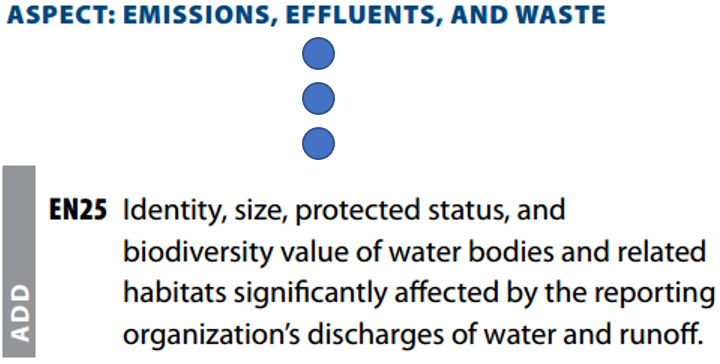 ASPECT: EMISSIONS, EFFLUENTS, AND WASTE
EN25 Identity, size, protected status, and
biodiversity value of water bodies and related
habitats significantly affected by the reporting
organization’s discharges of water and runoff.
ADD